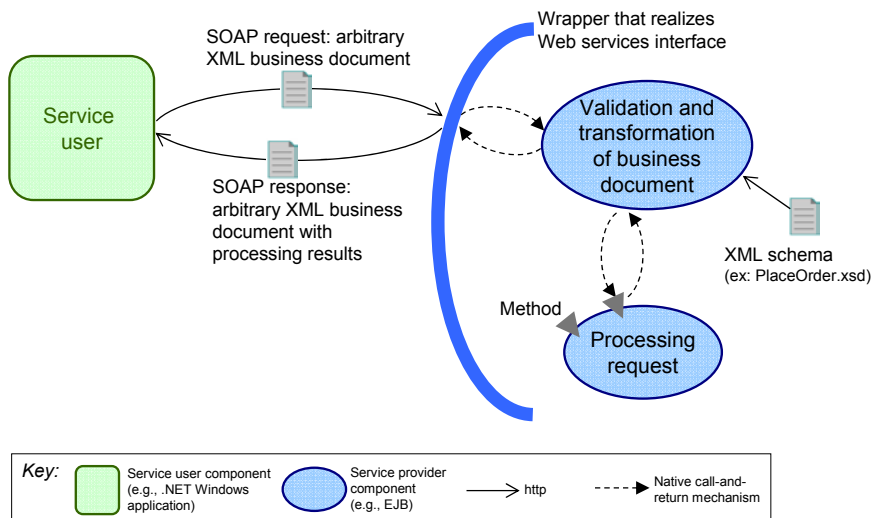 SOAP request: arbitrary
XML business document
Wrapper that realizes
Web services interface
Service
user
Validation and
transformation
of business
document
SOAP response:
arbitrary XML business
document with
processing results
XML schema
(ex: PlaceOrder.xsd)
Method
Processing
request
Key:
Service user component
(e.g., .NET Windows
application)
Service provider
component
(e.g., EJB)
http
Native call-and-
return mechanism